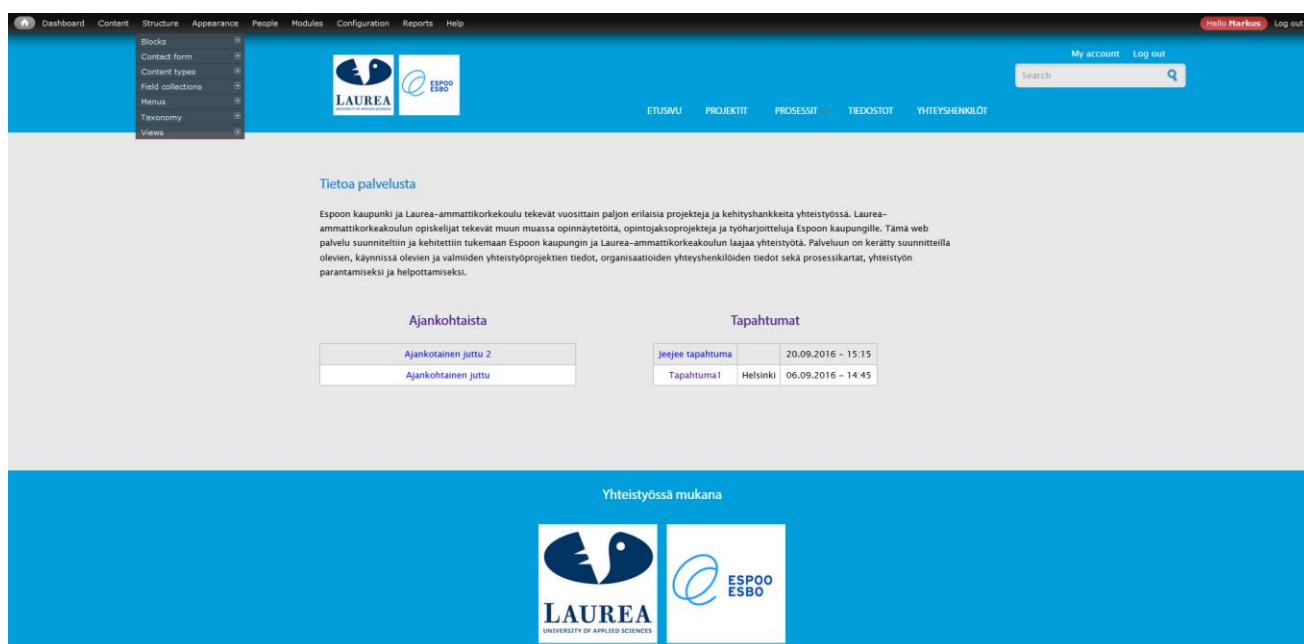 Dashboard Content Structure Appearance People Modules Configuration Reports Help
Hello Markus Log out
Blocks
Contact form
Content types
Field collections
Menus
Taxonomy
Views
LAUREA
UNIVERSITY OF APPLIED SCIENCES
ESPOO
ESBO
My account Log out
Search
ETUSIVU PROJEKTIT PROSESSIT TIEDOSTOT YHTEYSHENKILÖT
Tietoa palvelusta
Espoon kaupunki ja Laurea-ammattikorkekoulu tekevät vuosittain paljon erilaisia projekteja ja kehityshankkeita yhteistyössä. Laurea-
ammattikorkeakoulun opiskelijat tekevät muun muassa opinnäytetöitä, opintojaksoprojekteja ja työharjoitteluja Espoon kaupungille. Tämä web
palvelu suunniteltiin ja kehitettiin tukemaan Espoon kaupungin ja Laurea-ammattikorkeakoulun laajaa yhteistyötä. Palveluun on kerätty suunnitteilla
olevien, käynnissä olevien ja valmiiden yhteistyöprojektien tiedot, organisaatioiden yhteyshenkilöiden tiedot sekä prosessikartat, yhteistyön
parantamiseksi ja helpottamiseksi.
Ajankohtaista
Ajankotainen juttu 2
Ajankohtainen juttu
Tapahtumat
Jeejee tapahtuma 20.09.2016 - 15:15
Tapahtuma1 Helsinki 06.09.2016 - 14:45
Yhteistyössä mukana
LAUREA
UNIVERSITY OF APPLIED SCIENCES
ESPOO
ESBO